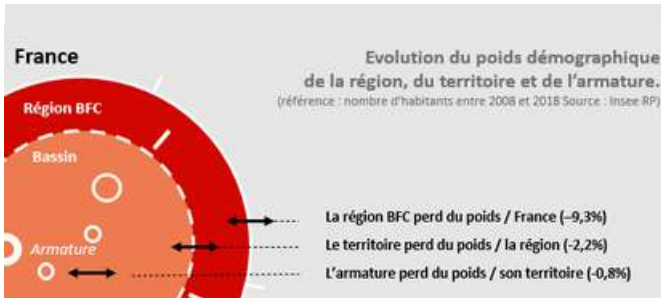 France
Evolution du poids démographique
de la région, du territoire et de l'armature.
(référence : nombre d'habitants entre 2008 et 2018 Source : Insee RP)
Région BFC
Bassin
Armature
La région BFC perd du poids / France (–9,3%)
Le territoire perd du poids / la région (-2,2%)
L'armature perd du poids / son territoire (-0,8%)